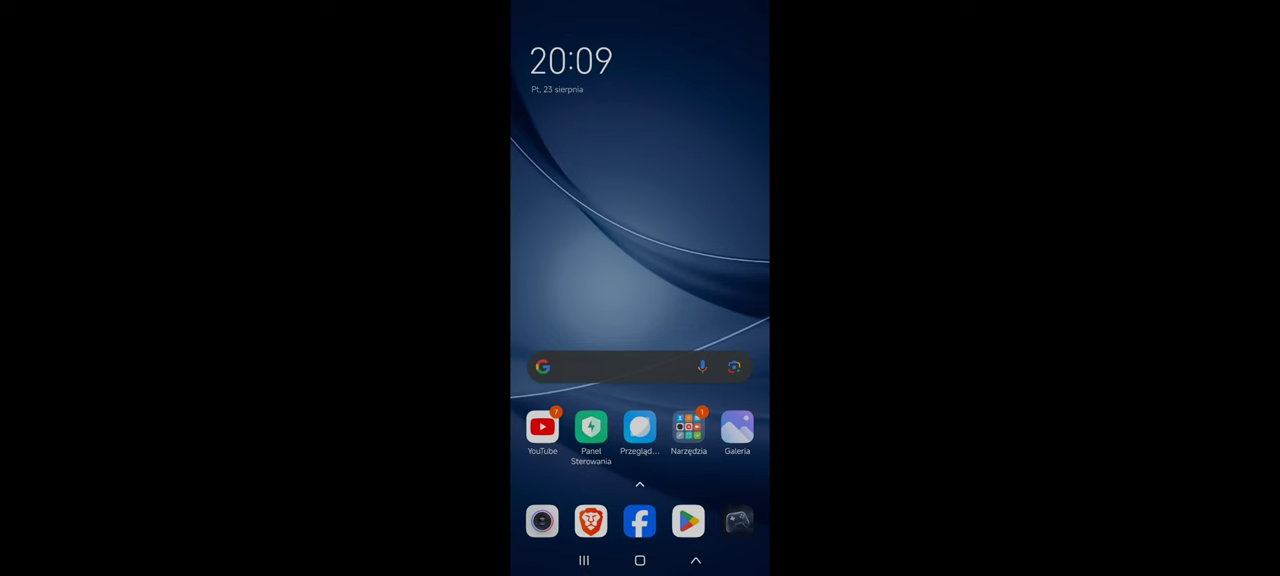 20:09
Pt, 23 sierpnia
7
1
YouTube
Panel Sterowania
Przegląd...
Narzędzia
Galeria